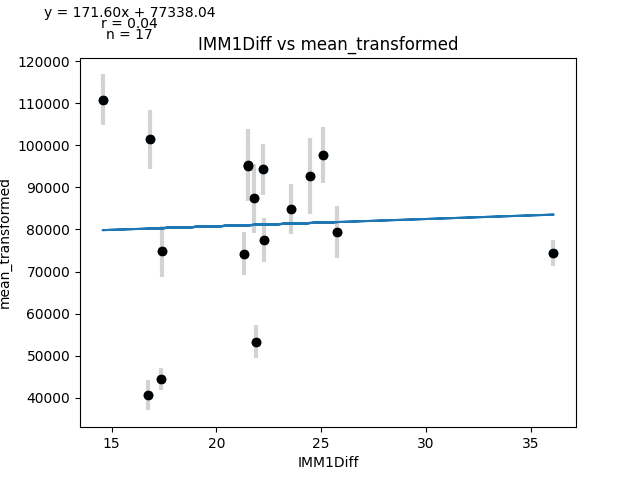 y = 171.60x + 77338.04
r = 0.04
n = 17
IMM1Diff vs mean_transformed
120000
110000
100000
90000
80000
70000
60000
50000
40000
mean_transformed
15 20 25 30 35
IMM1Diff